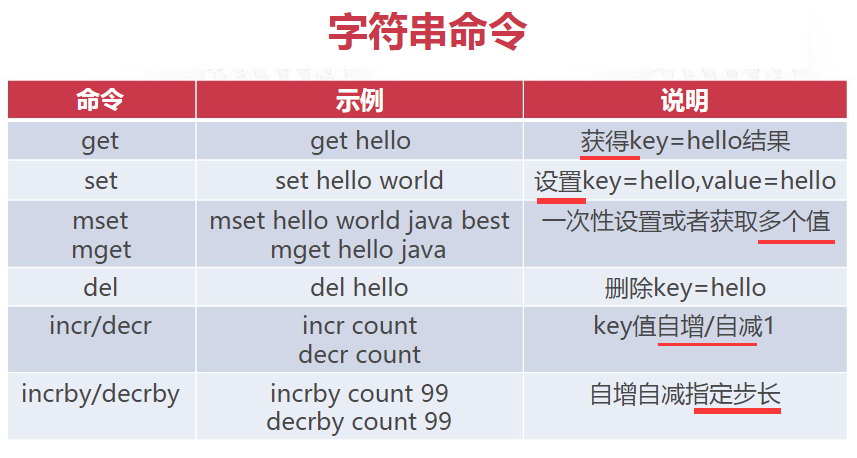 字符串命令
命令 示例 说明
get get hello 获得key=hello结果
set set hello world 设置key=hello,value=hello
mset mset hello world java best 一次性设置或者获取多个值
mget mget hello java
del del hello 删除key=hello
incr/decr incr count key值自增/自减1
decr count
incrby/decrby incrby count 99 自增自减指定步长
decrby count 99